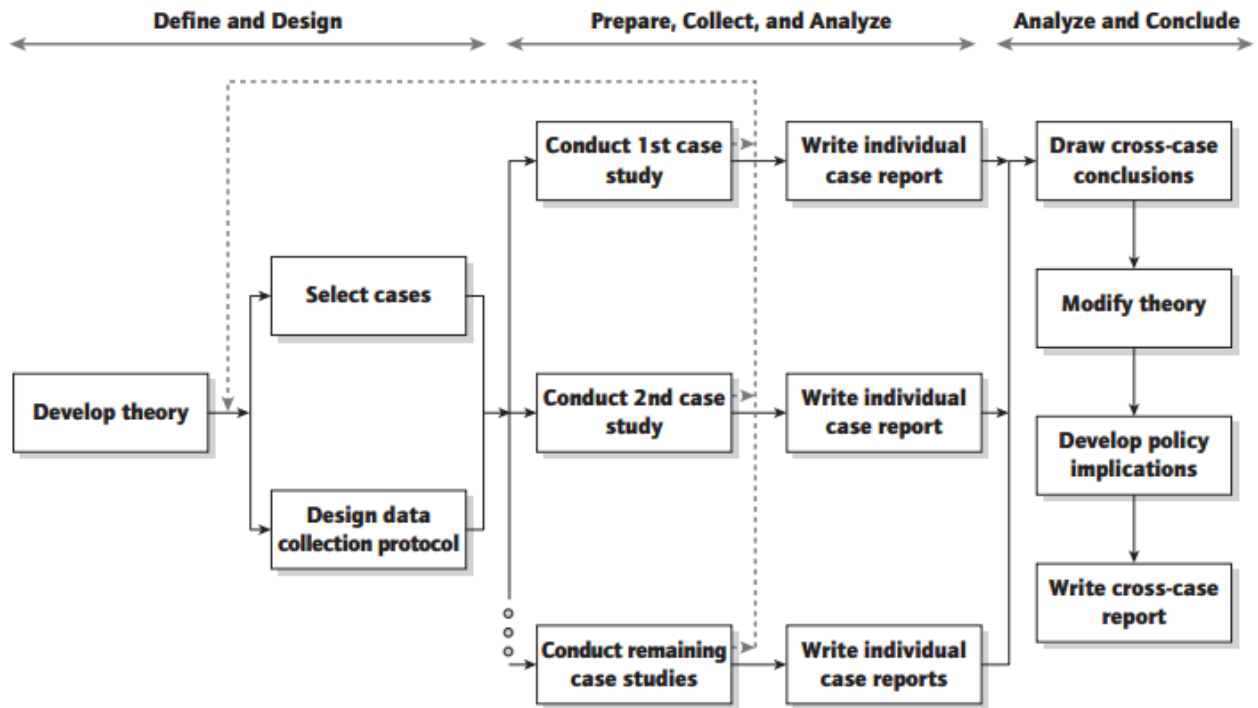 Define and Design
Prepare, Collect, and Analyze
Analyze and Conclude
Develop theory
Select cases
Design data
collection protocol
Conduct 1st case
study
Write individual
case report
Conduct 2nd case
study
Write individual
case report
Conduct remaining
case studies
Write individual
case reports
Draw cross-case
conclusions
Modify theory
Develop policy
implications
Write cross-case
report